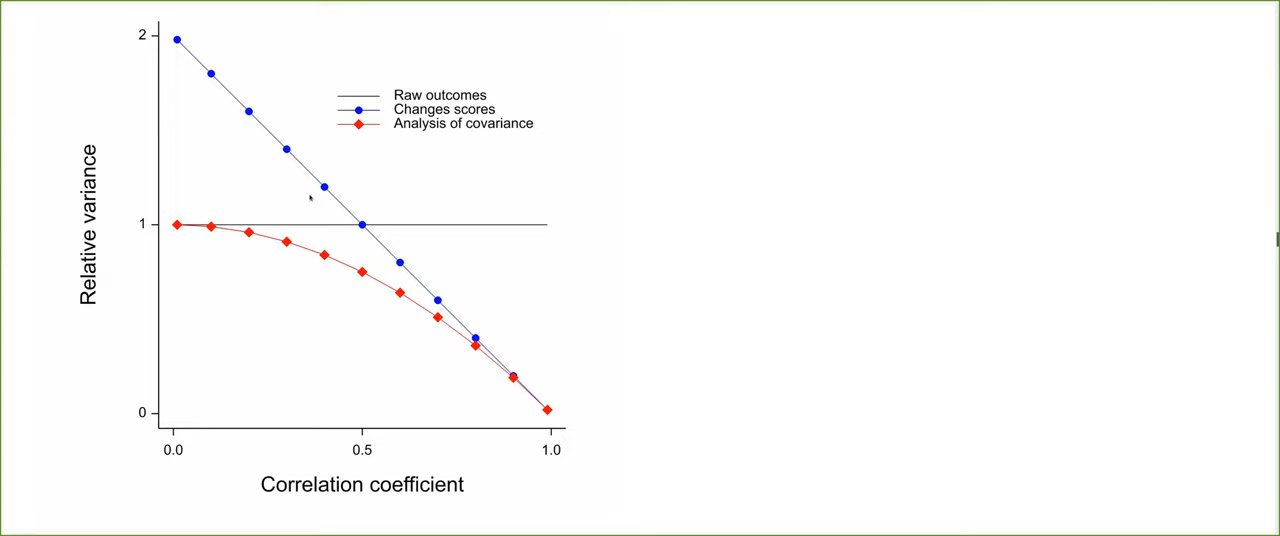 2
Raw outcomes
Changes scores
Analysis of covariance
Relative variance
1
0
0.0 0.5 1.0
Correlation coefficient